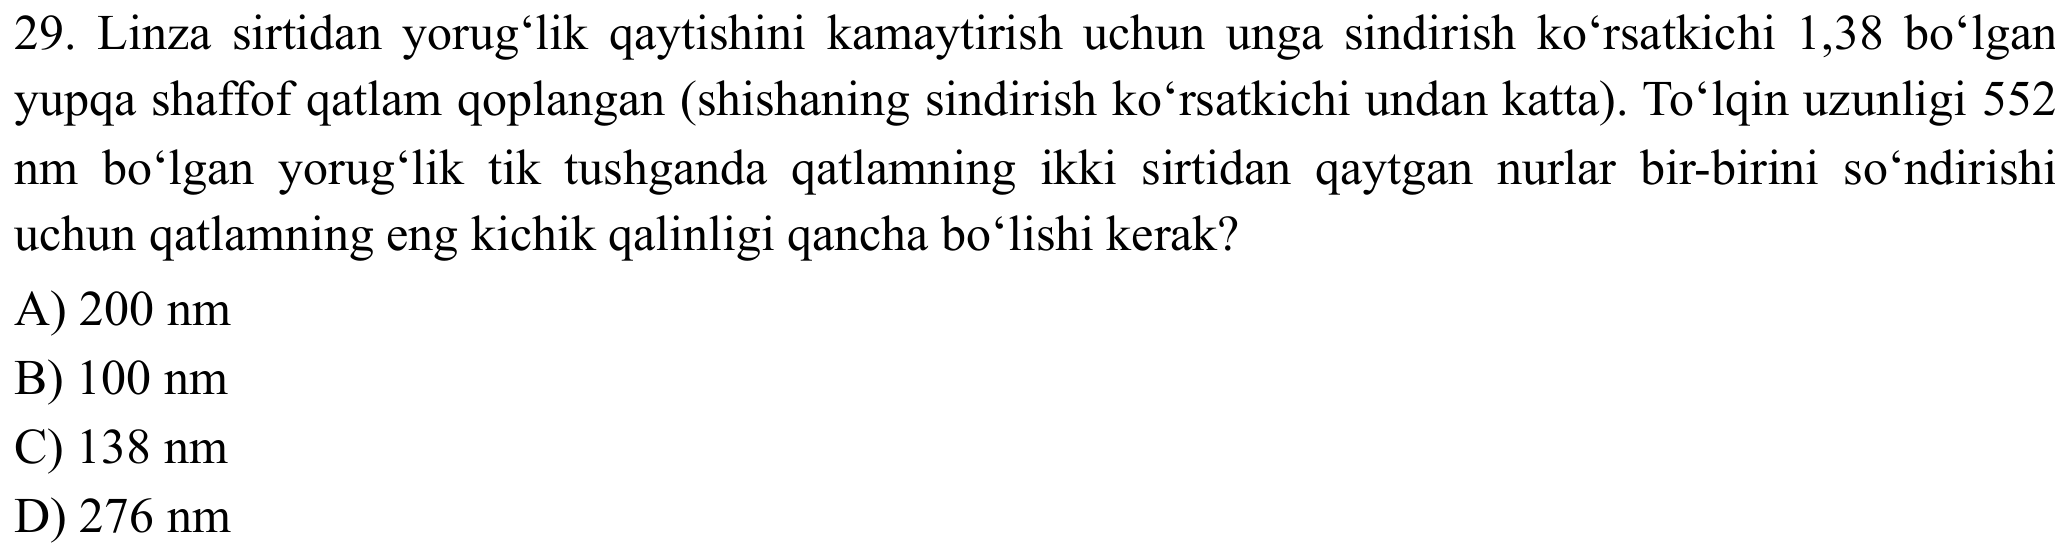 29. Linza sirtidan yorug‘lik qaytishini kamaytirish uchun unga sindirish ko‘rsatkichi 1,38 bo‘lgan
yupqa shaffof qatlam qoplangan (shishaning sindirish ko‘rsatkichi undan katta). To‘lqin uzunligi 552
nm bo‘lgan yorug‘lik tik tushganda qatlamning ikki sirtidan qaytgan nurlar bir-birini so‘ndirishi
uchun qatlamning eng kichik qalinligi qancha bo‘lishi kerak?
A) 200 nm
B) 100 nm
C) 138 nm
D) 276 nm